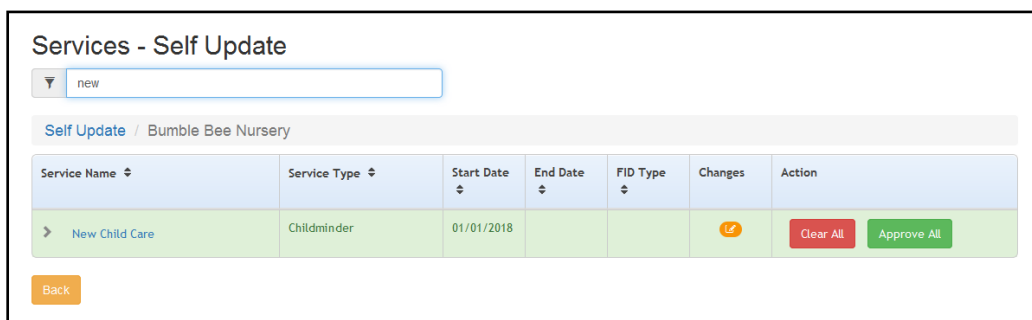 Services - Self Update
new
Self Update / Bumble Bee Nursery
Service Name Service Type Start Date End Date FID Type Changes Action
New Child Care Childminder 01/01/2018 Clear All Approve All
Back